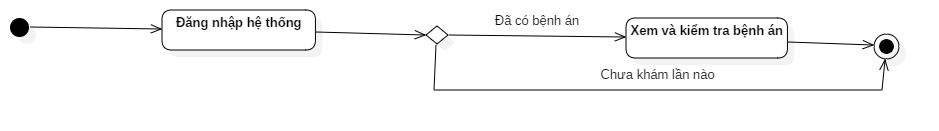 Đăng nhập hệ thống
Đã có bệnh án
Xem và kiểm tra bệnh án
Chưa khám lần nào